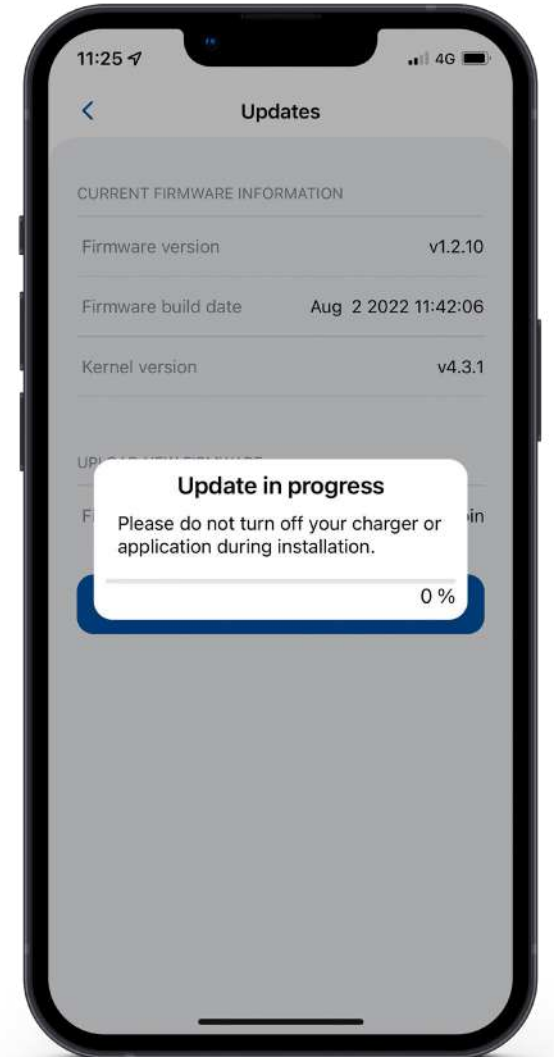 11:25
4G
Updates
CURRENT FIRMWARE INFORMATION
Firmware version v1.2.10
Firmware build date Aug 2 2022 11:42:06
Kernel version v4.3.1
Update in progress
Please do not turn off your charger or
application during installation.
0 %